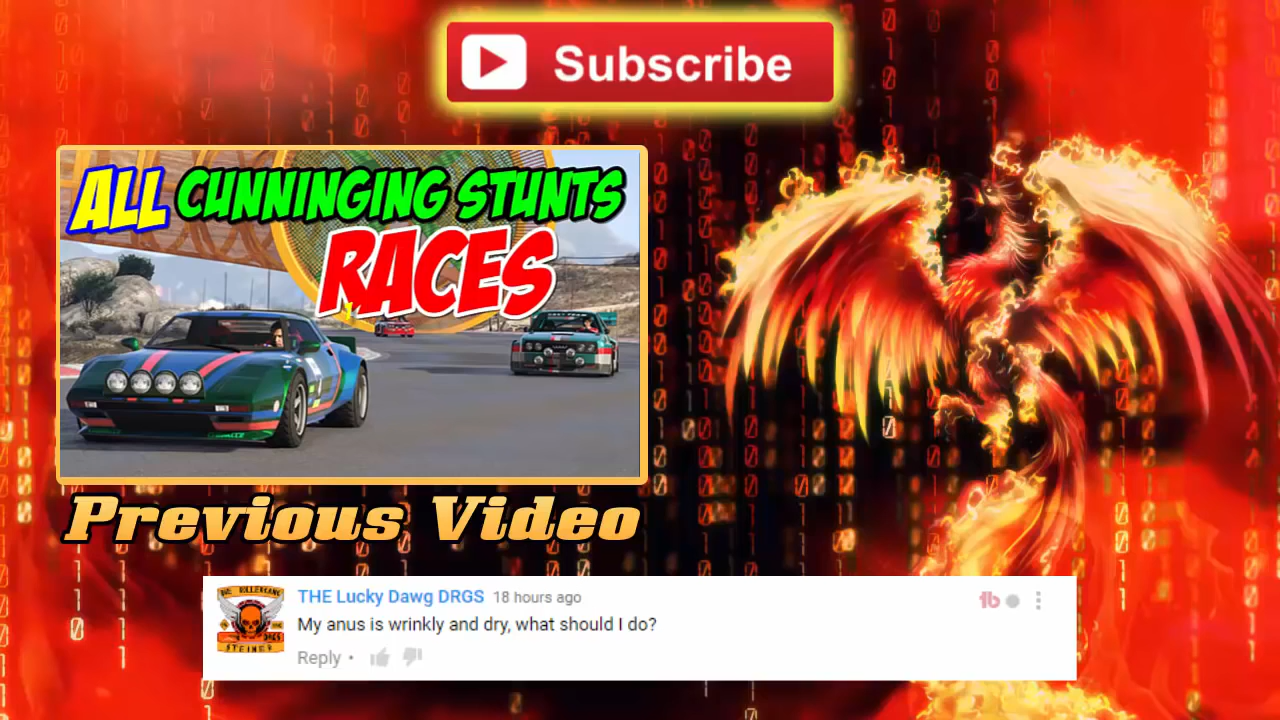 Subscribe
ALL CUNNINGING STUNTS
RACES
Previous Video
THE Lucky Dawg DRGS 18 hours ago
My anus is wrinkly and dry, what should I do?
Reply •